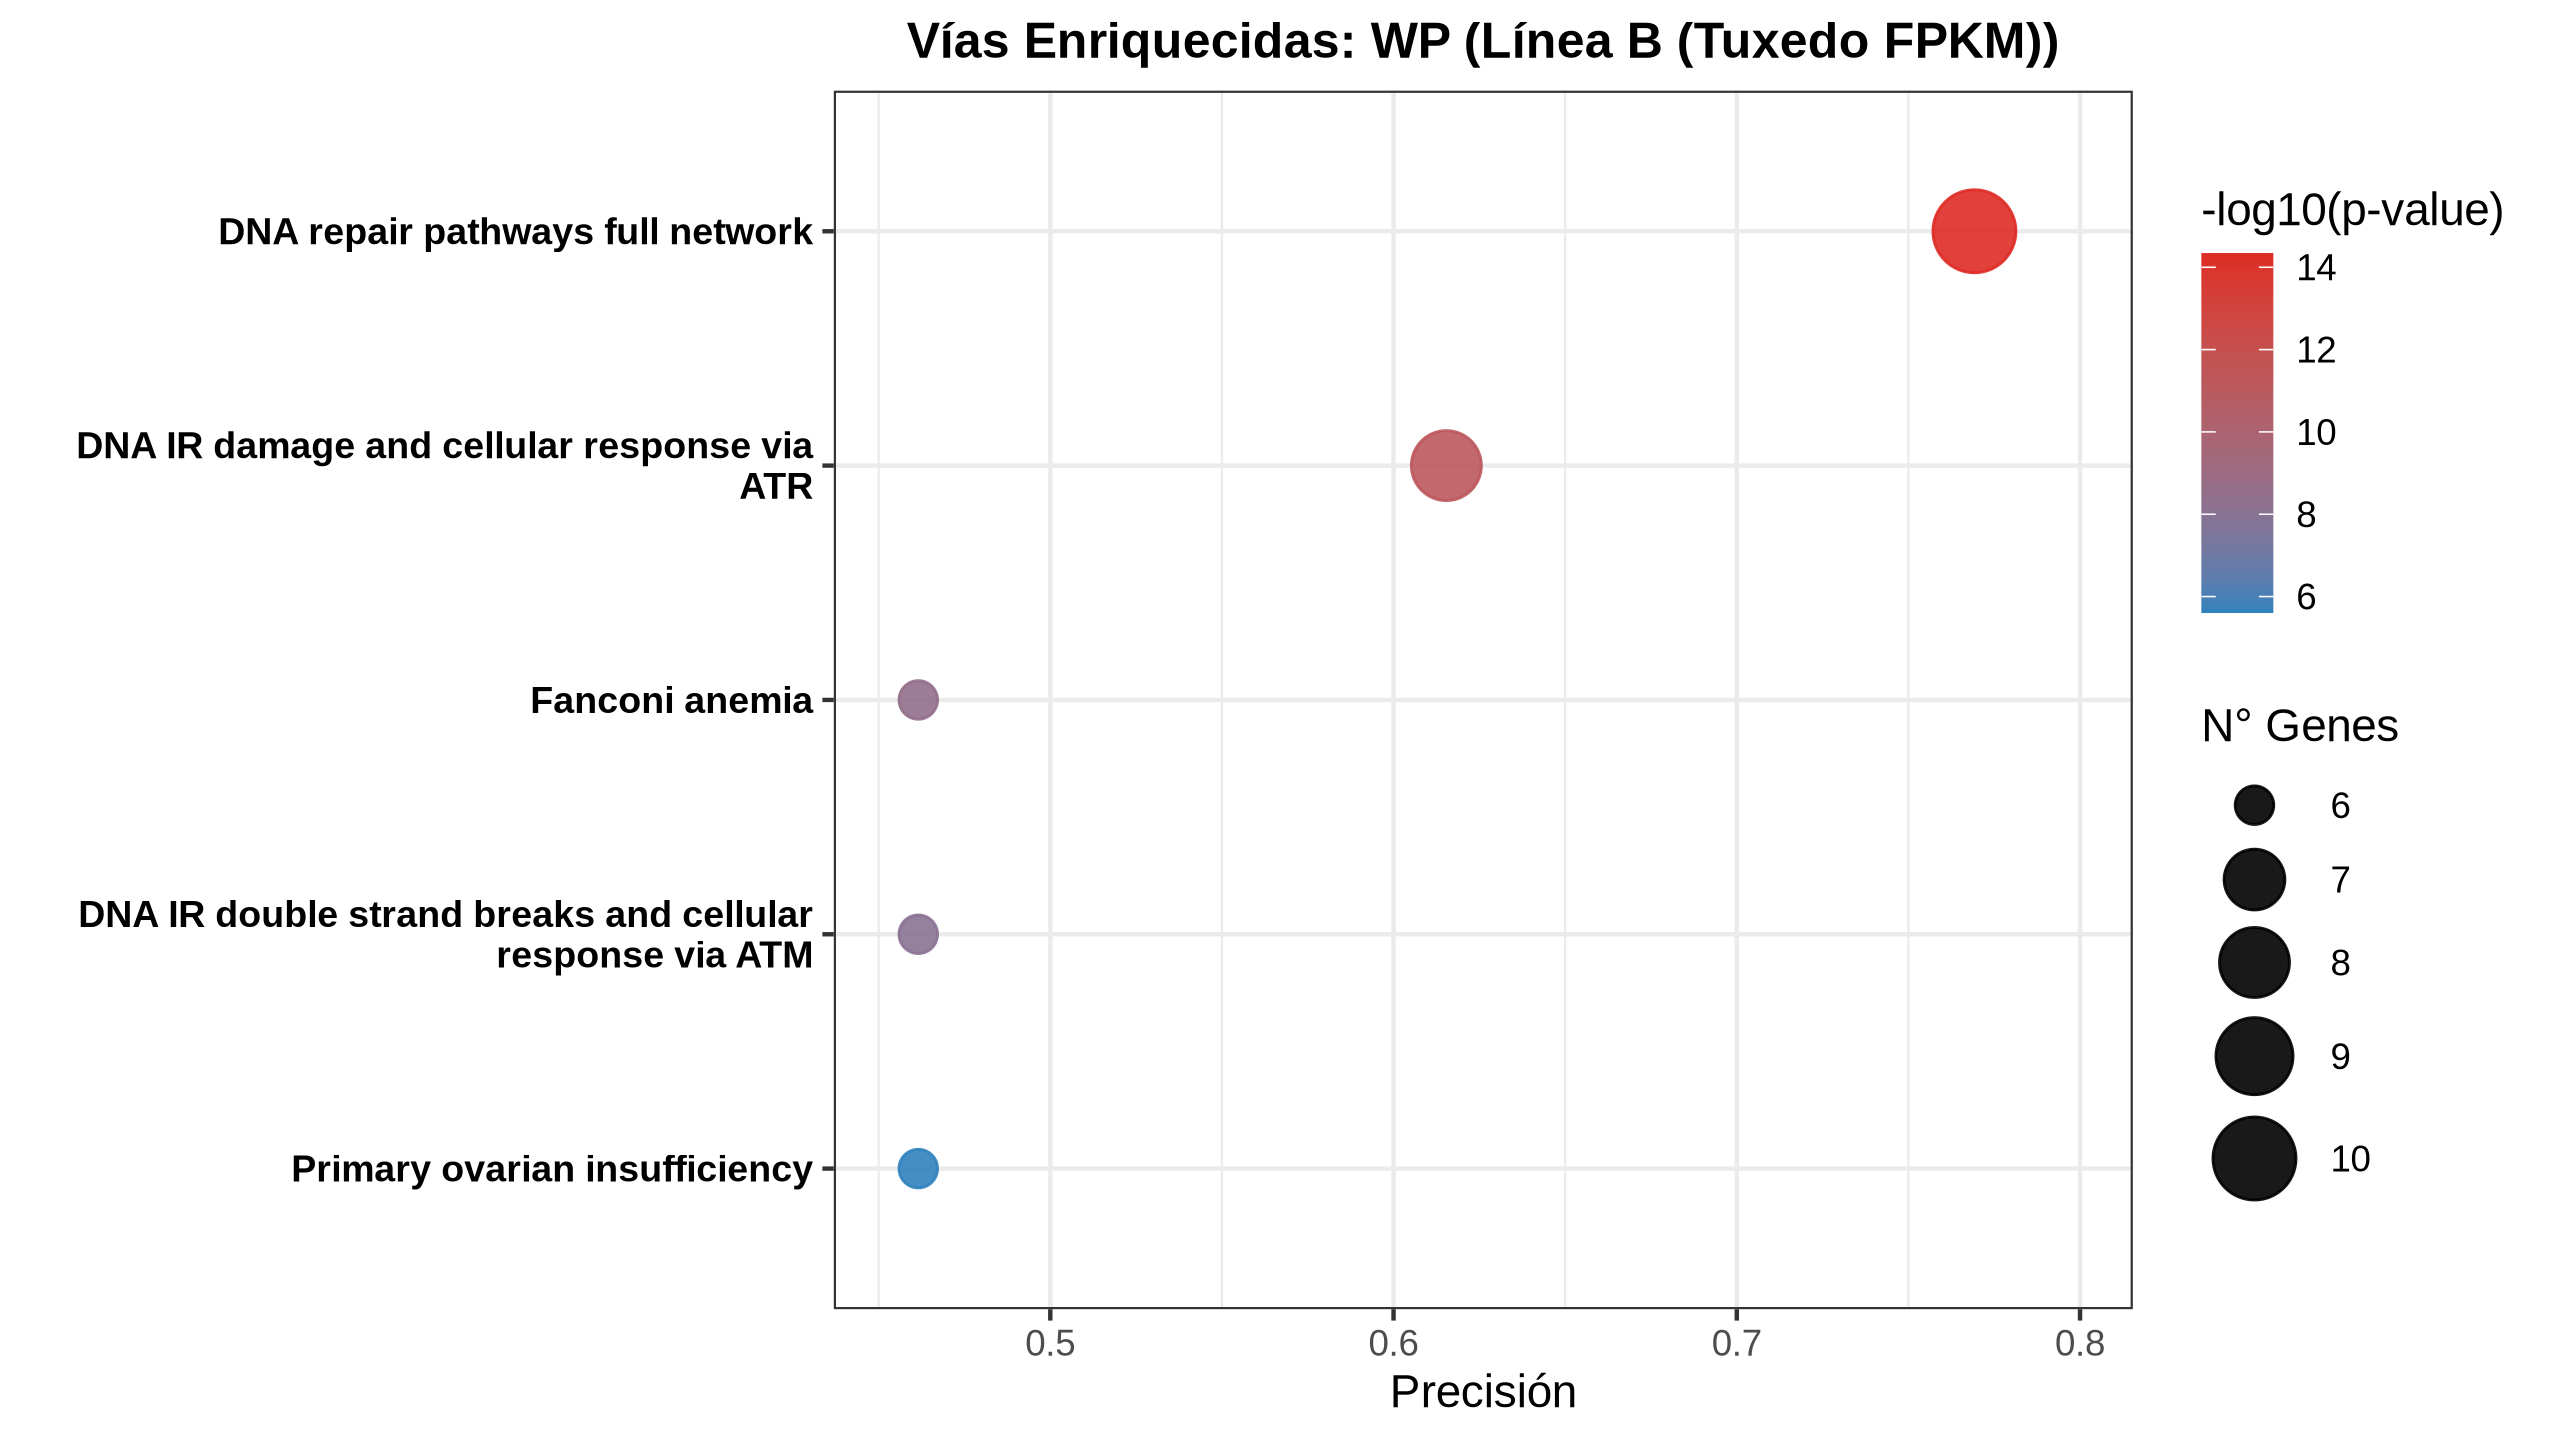 Vías Enriquecidas: WP (Línea B (Tuxedo FPKM))
DNA repair pathways full network
DNA IR damage and cellular response via
ATR
Fanconi anemia
DNA IR double strand breaks and cellular
response via ATM
Primary ovarian insufficiency
0.5
0.6
0.7
0.8
Precisión
-log10(p-value)
14
12
10
8
6
N° Genes
6
7
8
9
10